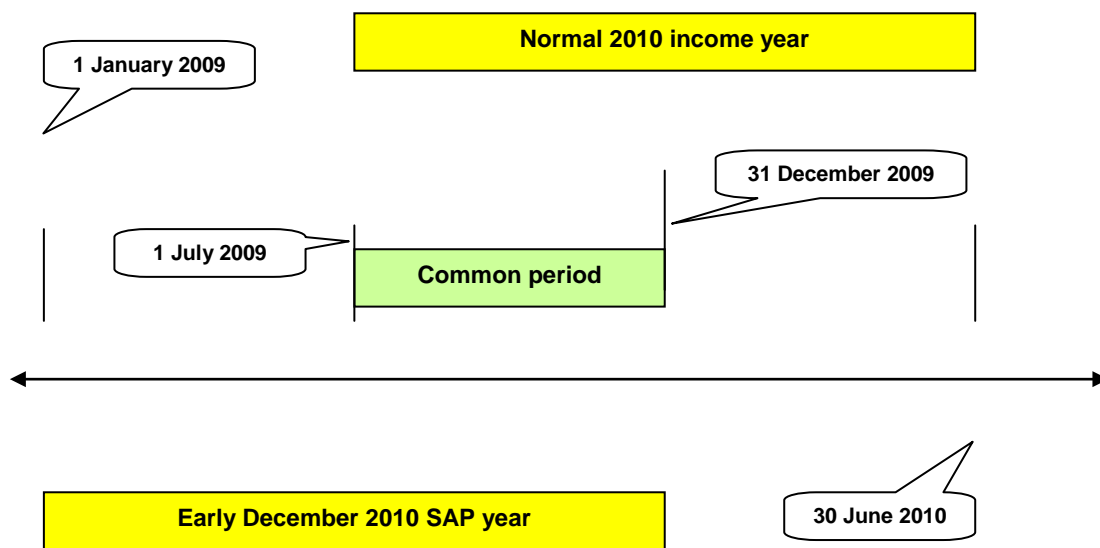 Normal 2010 income year
1 January 2009
31 December 2009
1 July 2009
Common period
Early December 2010 SAP year
30 June 2010